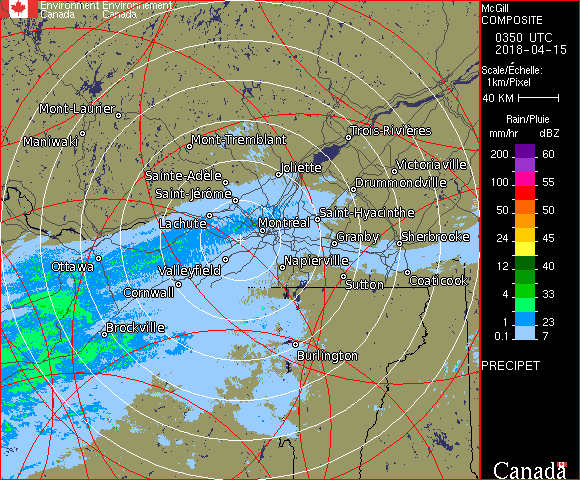 Environment Environnement
Canada Canada
McGill
COMPOSITE
0350 UTC
2018-04-15
Scale/Échelle:
1km/Pixel
40 KM
Rain/Pluie
mm/hr dBZ
200 60
100 55
50 50
24 45
12 40
4 33
1 23
0.1 7
PRECIPET
Canada
Mont-Laurier
Maniwaki
Mont-Tremblant
Trois-Rivières
Sainte-Adèle
Joliette
Victoriaville
Saint-Jérôme
Drummondville
Lachute
Montréal
Saint-Hyacinthe
Granby
Sherbrooke
Ottawa
Valleyfield
Napierville
Cornwall
Sutton
Coaticook
Brockville
Burlington